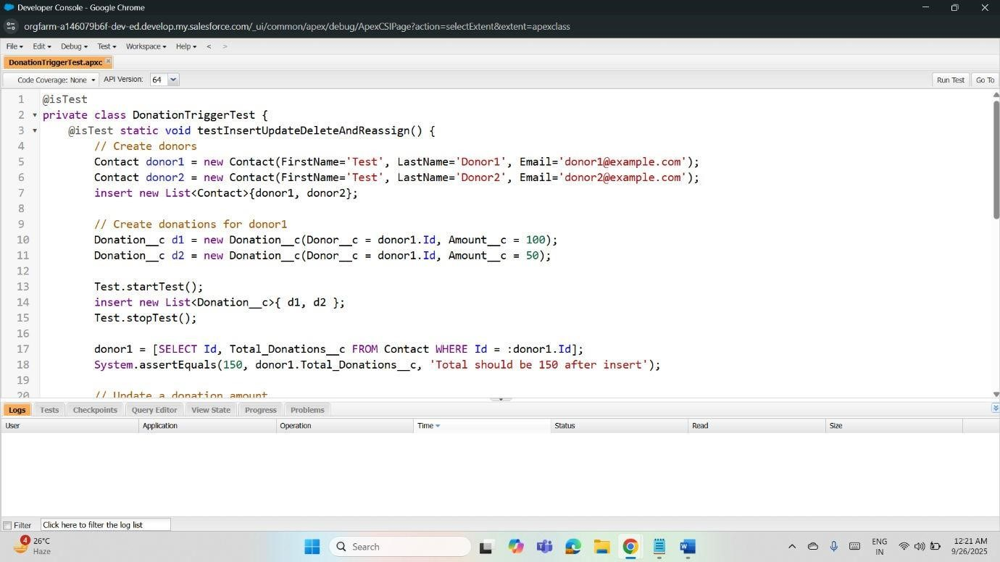 Developer Console - Google Chrome
orgfarm-a146079b6f-dev-ed.develop.my.salesforce.com/_ui/common/apex/debug/ApexCSIPage?action=selectExtent&extent=apexclass
File Edit Debug Test Workspace Help < >
DonationTriggerTest.apxc
Code Coverage: None API Version: 64 Run Test Go To
1 @isTest
2 private class DonationTriggerTest {
3 @isTest static void testInsertUpdateDeleteAndReassign() {
4 // Create donors
5 Contact donor1 = new Contact(FirstName='Test', LastName='Donor1', Email='donor1@example.com');
6 Contact donor2 = new Contact(FirstName='Test', LastName='Donor2', Email='donor2@example.com');
7 insert new List<Contact>{donor1, donor2};
8
9 // Create donations for donor1
10 Donation__c d1 = new Donation__c(Donor__c = donor1.Id, Amount__c = 100);
11 Donation__c d2 = new Donation__c(Donor__c = donor1.Id, Amount__c = 50);
12
13 Test.startTest();
14 insert new List<Donation__c>{ d1, d2 };
15 Test.stopTest();
16
17 donor1 = [SELECT Id, Total_Donations__c FROM Contact WHERE Id = :donor1.Id];
18 System.assertEquals(150, donor1.Total_Donations__c, 'Total should be 150 after insert');
19
20 // Update a donation amount
Logs Tests Checkpoints Query Editor View State Progress Problems
User Application Operation Time Status Read Size
Filter Click here to filter the log list
4 26°C
Haze
Search
ENG
IN
12:21 AM
9/26/2025